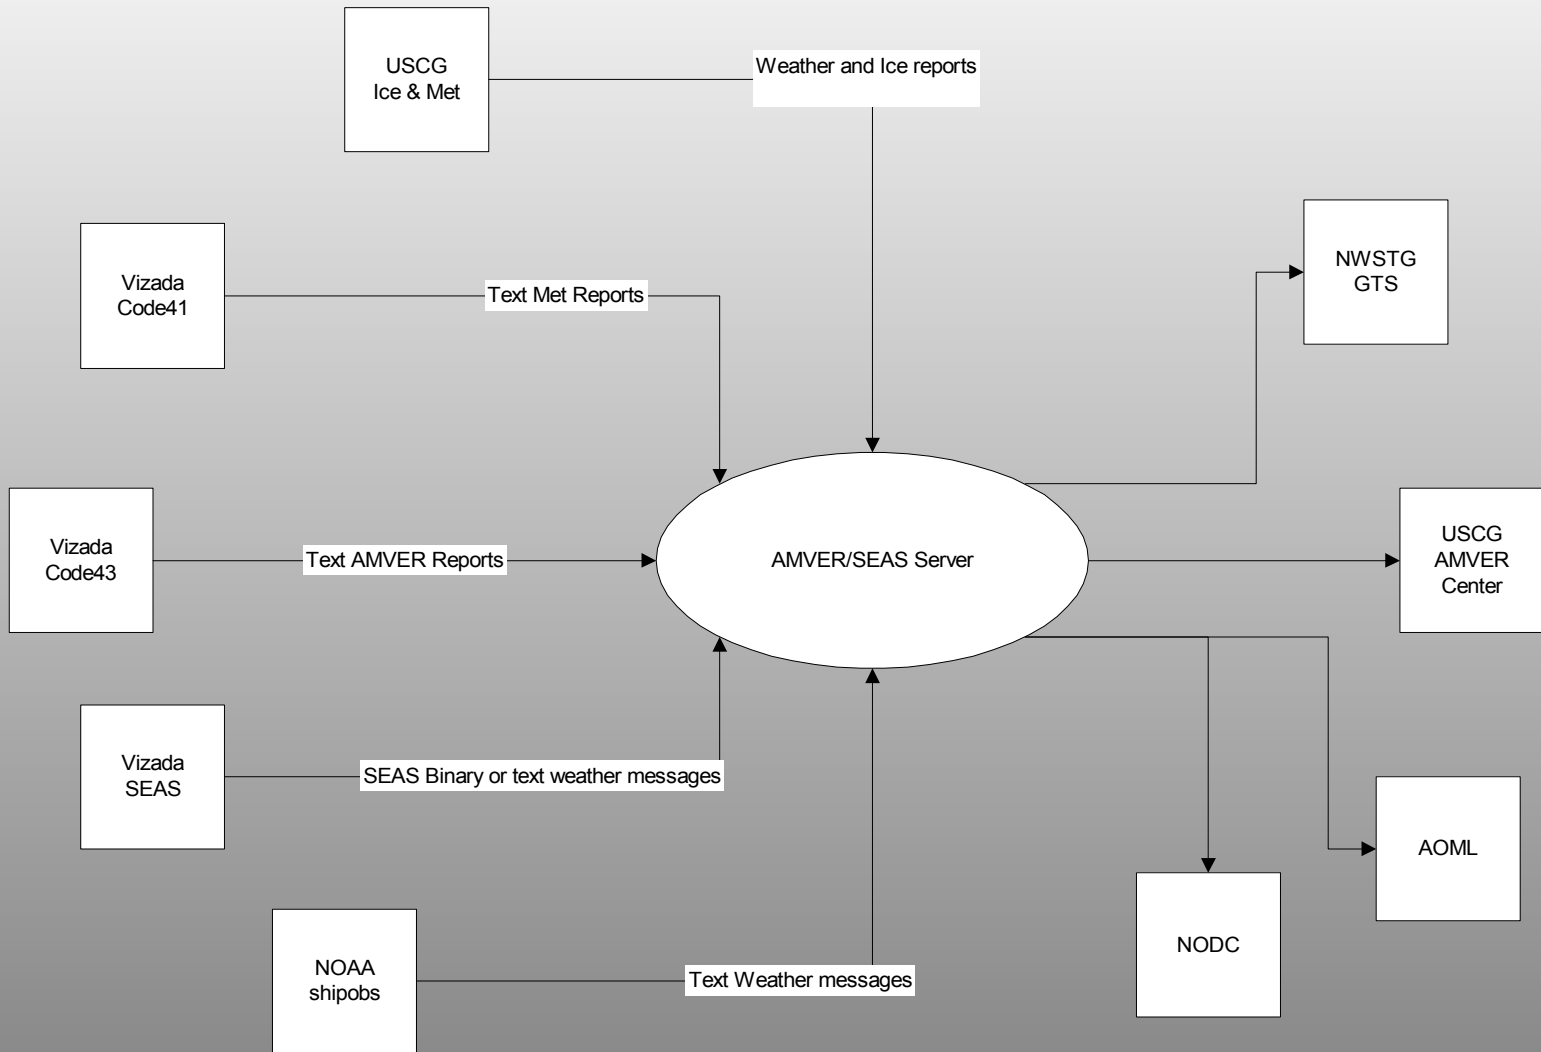 USCG
Ice & Met
Weather and Ice reports
Vizada
Code41
Text Met Reports
NWSTG
GTS
Vizada
Code43
Text AMVER Reports
AMVER/SEAS Server
USCG
AMVER
Center
Vizada
SEAS
SEAS Binary or text weather messages
AOML
NODC
NOAA
shipobs
Text Weather messages